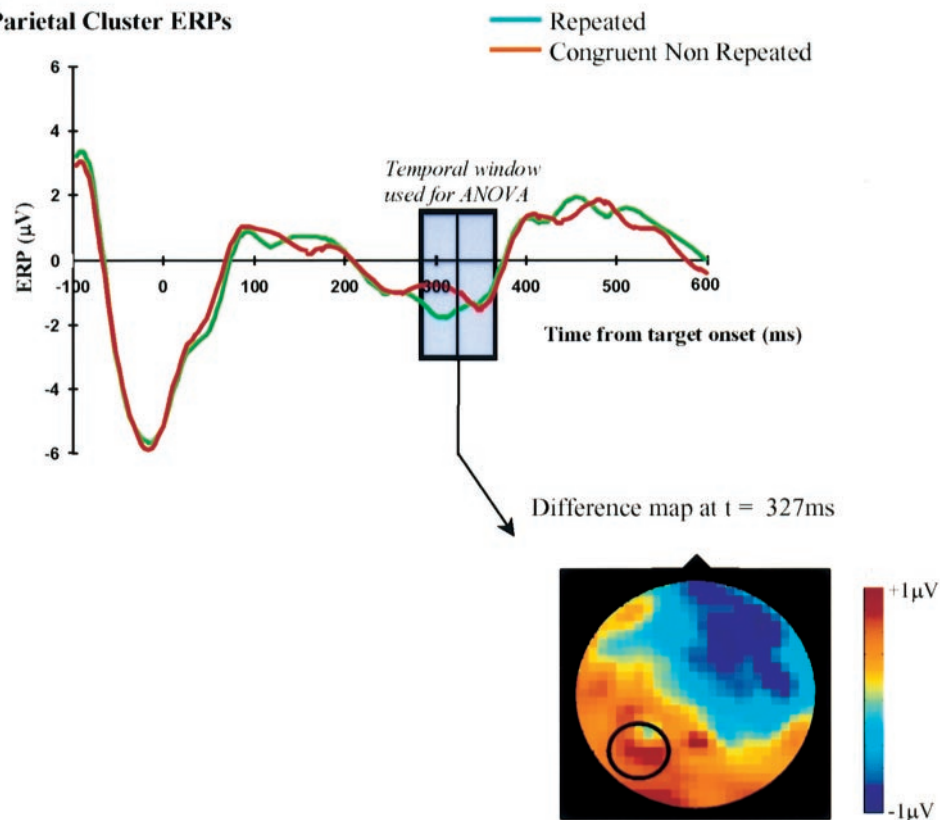 Parietal Cluster ERPs
Repeated
Congruent Non Repeated
6
4
2
0
-2
-4
-6
ERP (µV)
Temporal window
used for ANOVA
-100 0 100 200 300 400 500 600
Time from target onset (ms)
Difference map at t = 327ms
+1µV
-1µV